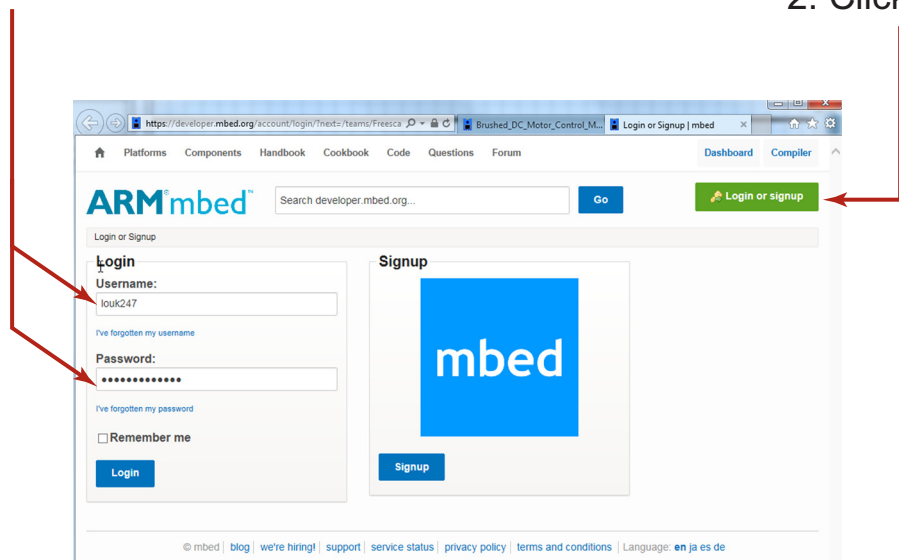 2. Click
https://developer.mbed.org/account/login/?next=/teams/Freesca
Brushed_DC_Motor_Control_M...
Login or Signup | mbed
Platforms Components Handbook Cookbook Code Questions Forum Dashboard Compiler
ARM®mbed™
Search developer.mbed.org...
Go
Login or signup
Login or Signup
Login
Username:
louk247
I've forgotten my username
Password:
•••••••••••••
I've forgotten my password
Remember me
Login
Signup
mbed
Signup
© mbed | blog | we're hiring! | support | service status | privacy policy | terms and conditions | Language: en ja es de